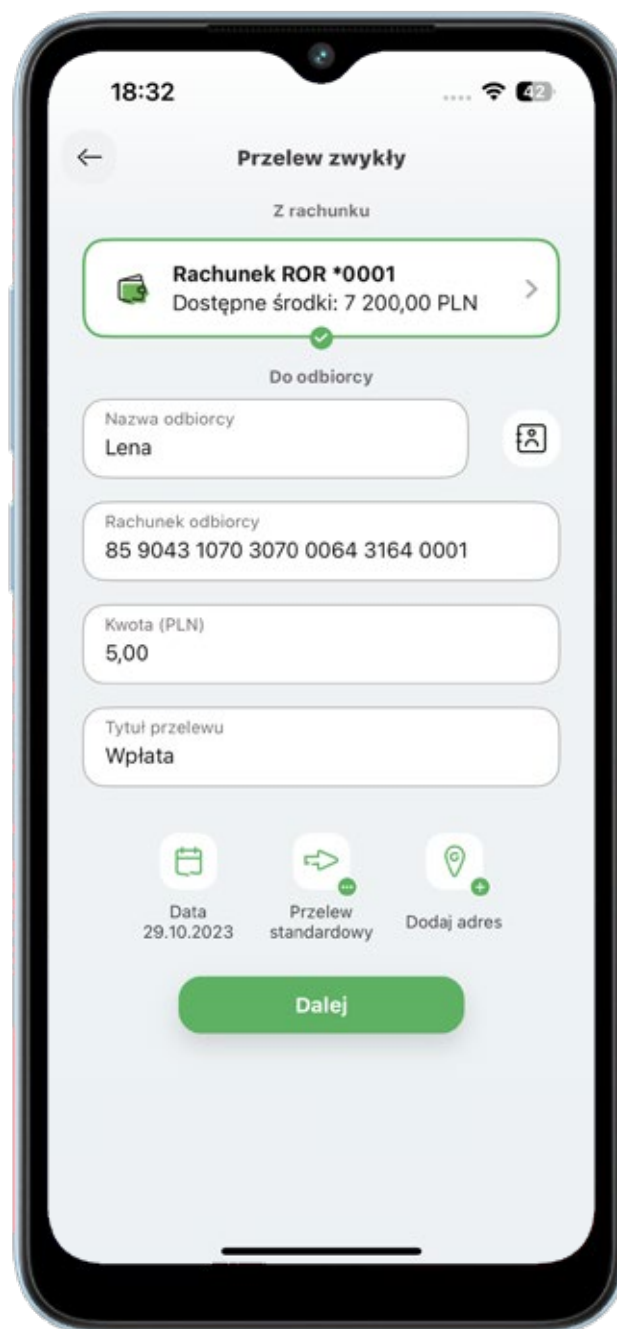 18:32
42
Przelew zwykły
Z rachunku
Rachunek ROR *0001
Dostępne środki: 7 200,00 PLN
Do odbiorcy
Nazwa odbiorcy
Lena
Rachunek odbiorcy
85 9043 1070 3070 0064 3164 0001
Kwota (PLN)
5,00
Tytuł przelewu
Wpłata
Data
29.10.2023
Przelew
standardowy
Dodaj adres
Dalej